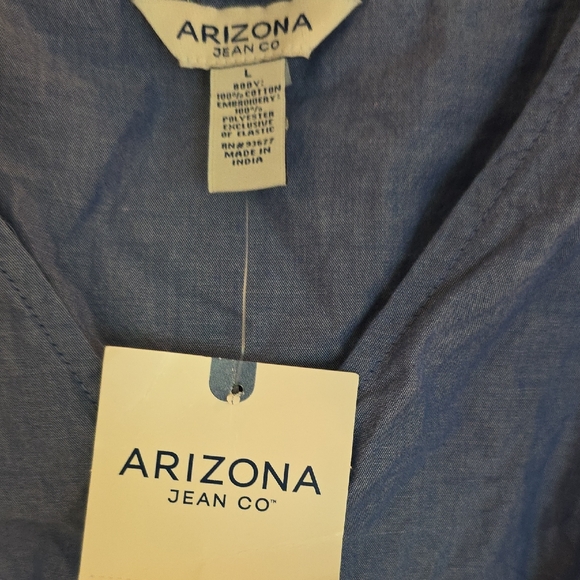 ARIZONA
JEAN CO
L
BODY:
100% COTTON
EMBROIDERY:
100%
POLYESTER
EXCLUSIVE
OF ELASTIC
RN#93677
MADE IN
INDIA
ARIZONA
JEAN CO™